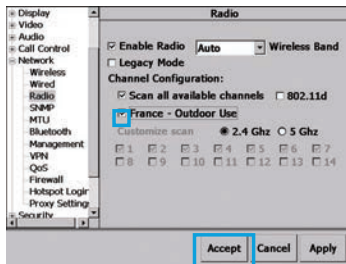 Display
Video
Audio
Call Control
Network
Wireless
Wired
Radio
SNMP
MTU
Bluetooth
Management
VPN
QoS
Firewall
Hotspot Login
Proxy Setting
Security
Radio
Enable Radio Auto Wireless Band
Legacy Mode
Channel Configuration:
Scan all available channels 802.11d
France - Outdoor Use
Customize scan 2.4 Ghz 5 Ghz
1 2 3 4 5 6 7
8 9 10 11 12 13 14
Accept Cancel Apply